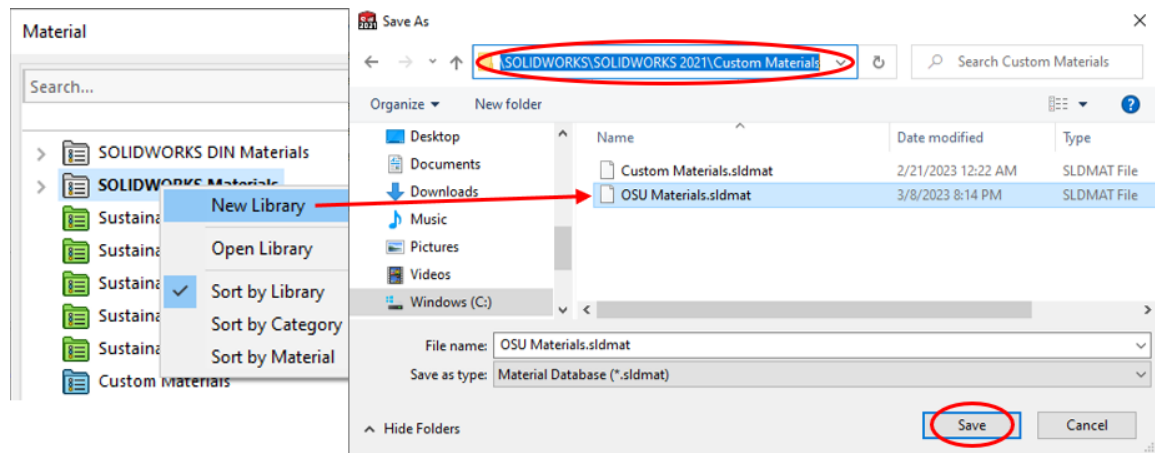 Material
Search...
SOLIDWORKS DIN Materials
SOLIDWORKS Materials
Sustaina
Sustaina
Sustaina
Sustaina
Sustaina
Custom Materials
New Library
Open Library
Sort by Library
Sort by Category
Sort by Material
2021
Save As
\SOLIDWORKS\SOLIDWORKS 2021\Custom Materials
Search Custom Materials
Organize
New folder
Desktop
Documents
Downloads
Music
Pictures
Videos
Windows (C:)
Name Date modified Type
Custom Materials.sldmat 2/21/2023 12:22 AM SLDMAT File
OSU Materials.sldmat 3/8/2023 8:14 PM SLDMAT File
File name: OSU Materials.sldmat
Save as type: Material Database (*.sldmat)
Hide Folders
Save
Cancel